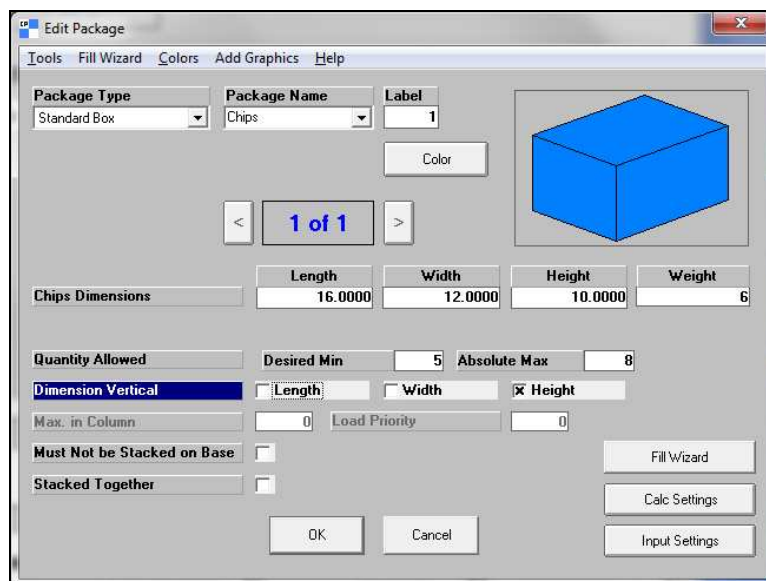 CP Edit Package
Tools Fill Wizard Colors Add Graphics Help
Package Type Package Name Label
Standard Box Chips 1
Color
< 1 of 1 >
Length Width Height Weight
Chips Dimensions 16.0000 12.0000 10.0000 6
Quantity Allowed Desired Min 5 Absolute Max 8
Dimension Vertical Length Width Height
Max. in Column 0 Load Priority 0
Must Not be Stacked on Base
Fill Wizard
Stacked Together
Calc Settings
OK Cancel
Input Settings